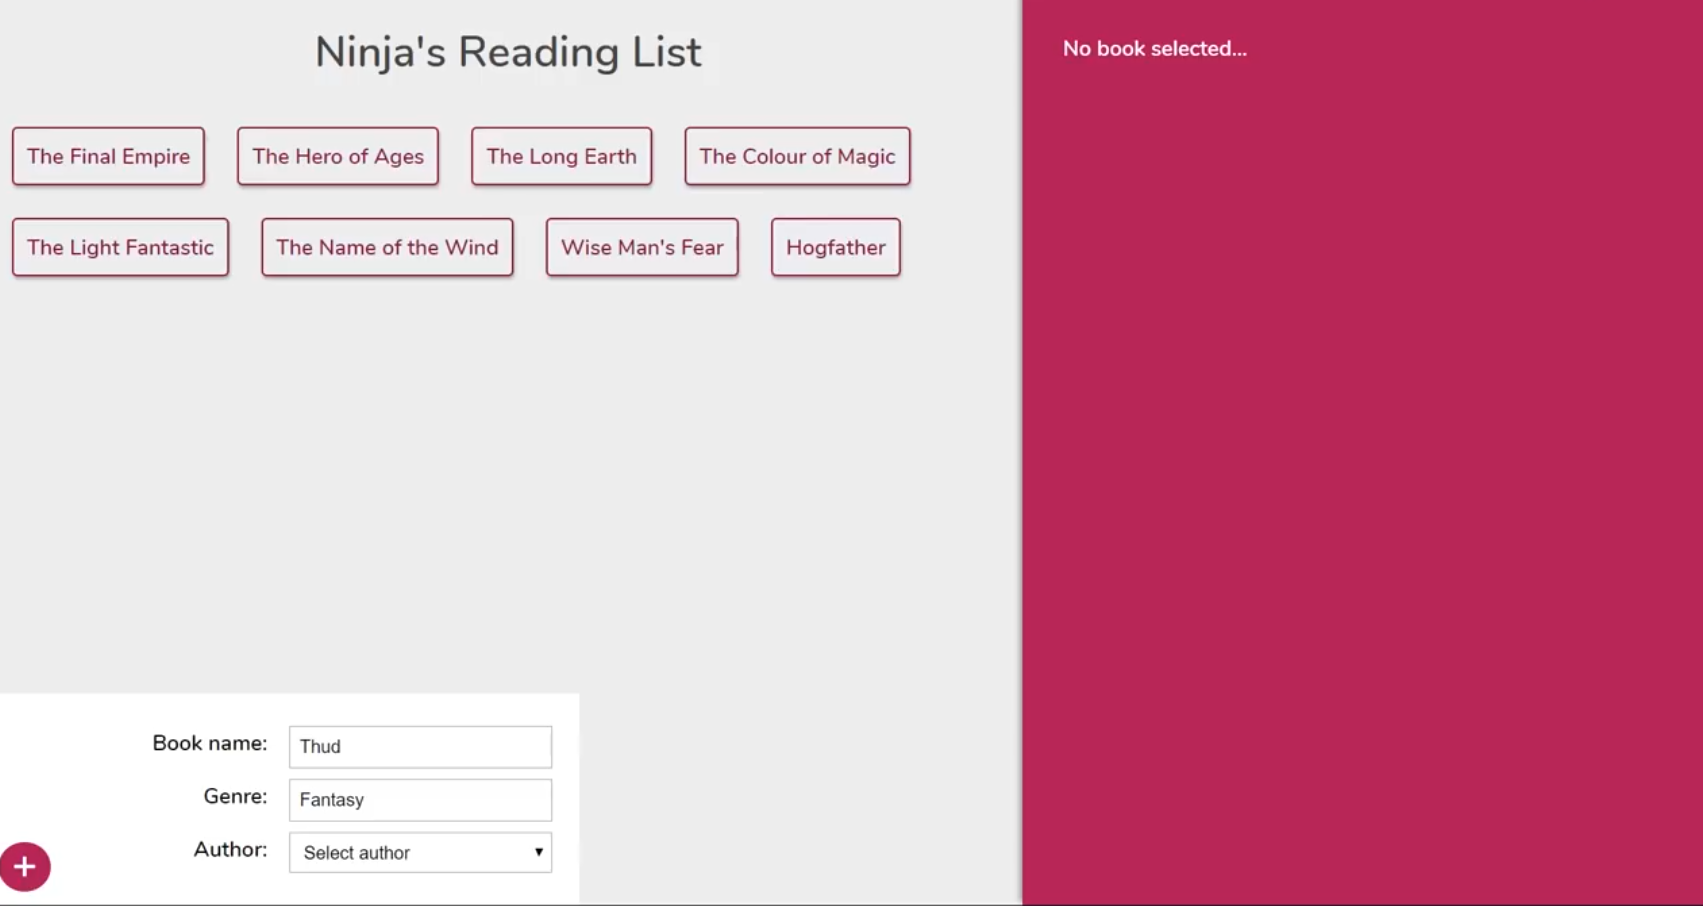 Ninja's Reading List
No book selected...
The Final Empire
The Hero of Ages
The Long Earth
The Colour of Magic
The Light Fantastic
The Name of the Wind
Wise Man's Fear
Hogfather
Book name: Thud
Genre: Fantasy
Author: Select author
+